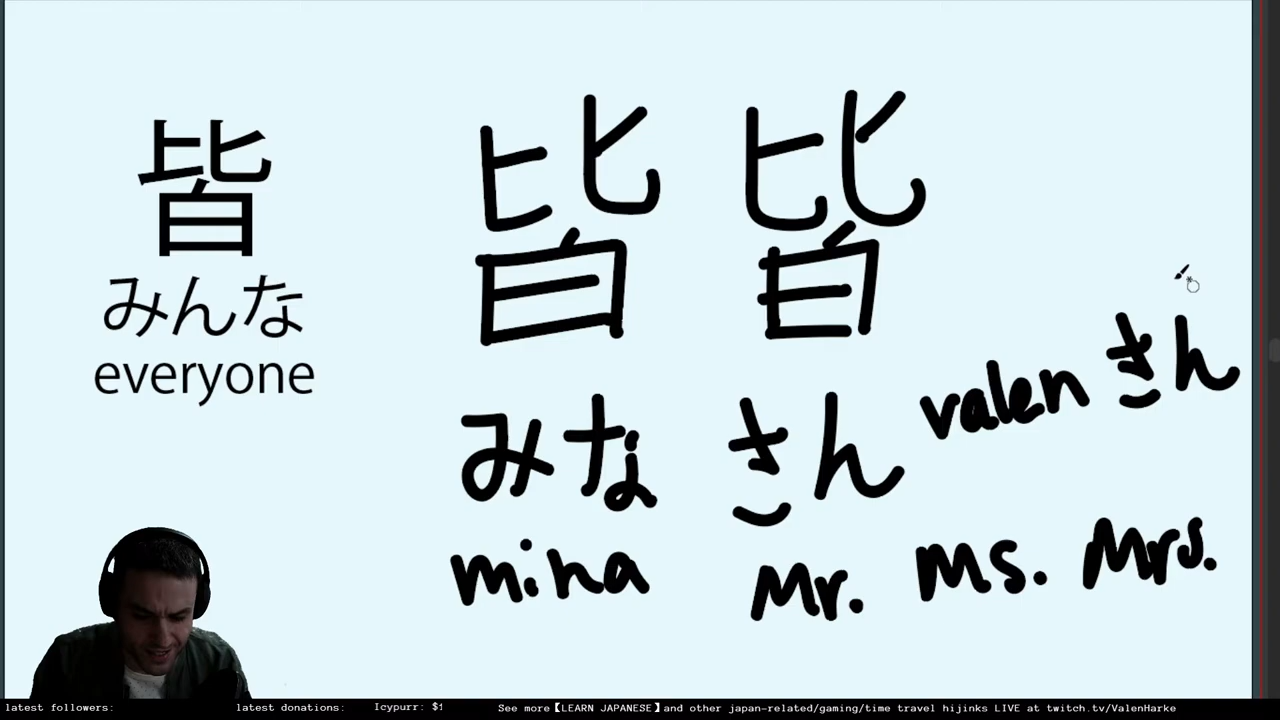 皆
みんな
everyone
皆 皆
みな さん
mina
Mr. Ms. Mrs.
valen さん
latest followers: latest donations: Icypurr: $1 See more【LEARN JAPANESE】and other japan-related/gaming/time travel hijinks LIVE at twitch.tv/ValenHarke